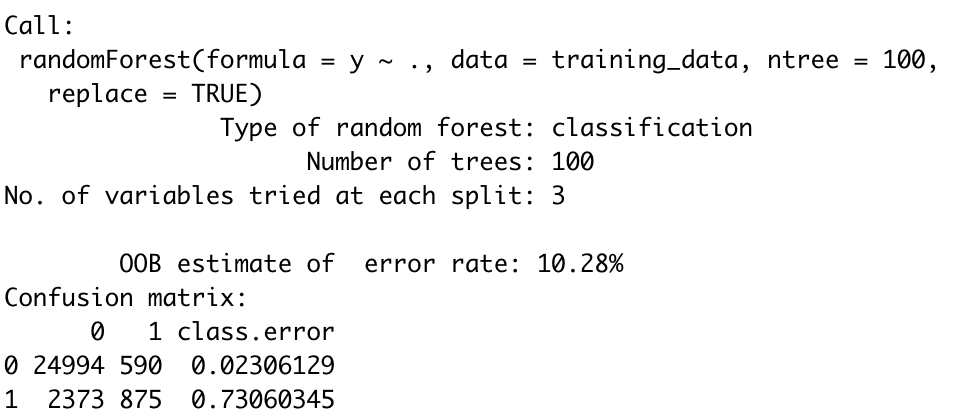 Call:
 randomForest(formula = y ~ ., data = training_data, ntree = 100,
   replace = TRUE)
               Type of random forest: classification
                     Number of trees: 100
No. of variables tried at each split: 3

        OOB estimate of  error rate: 10.28%
Confusion matrix:
      0   1 class.error
0 24994 590  0.02306129
1  2373 875  0.73060345